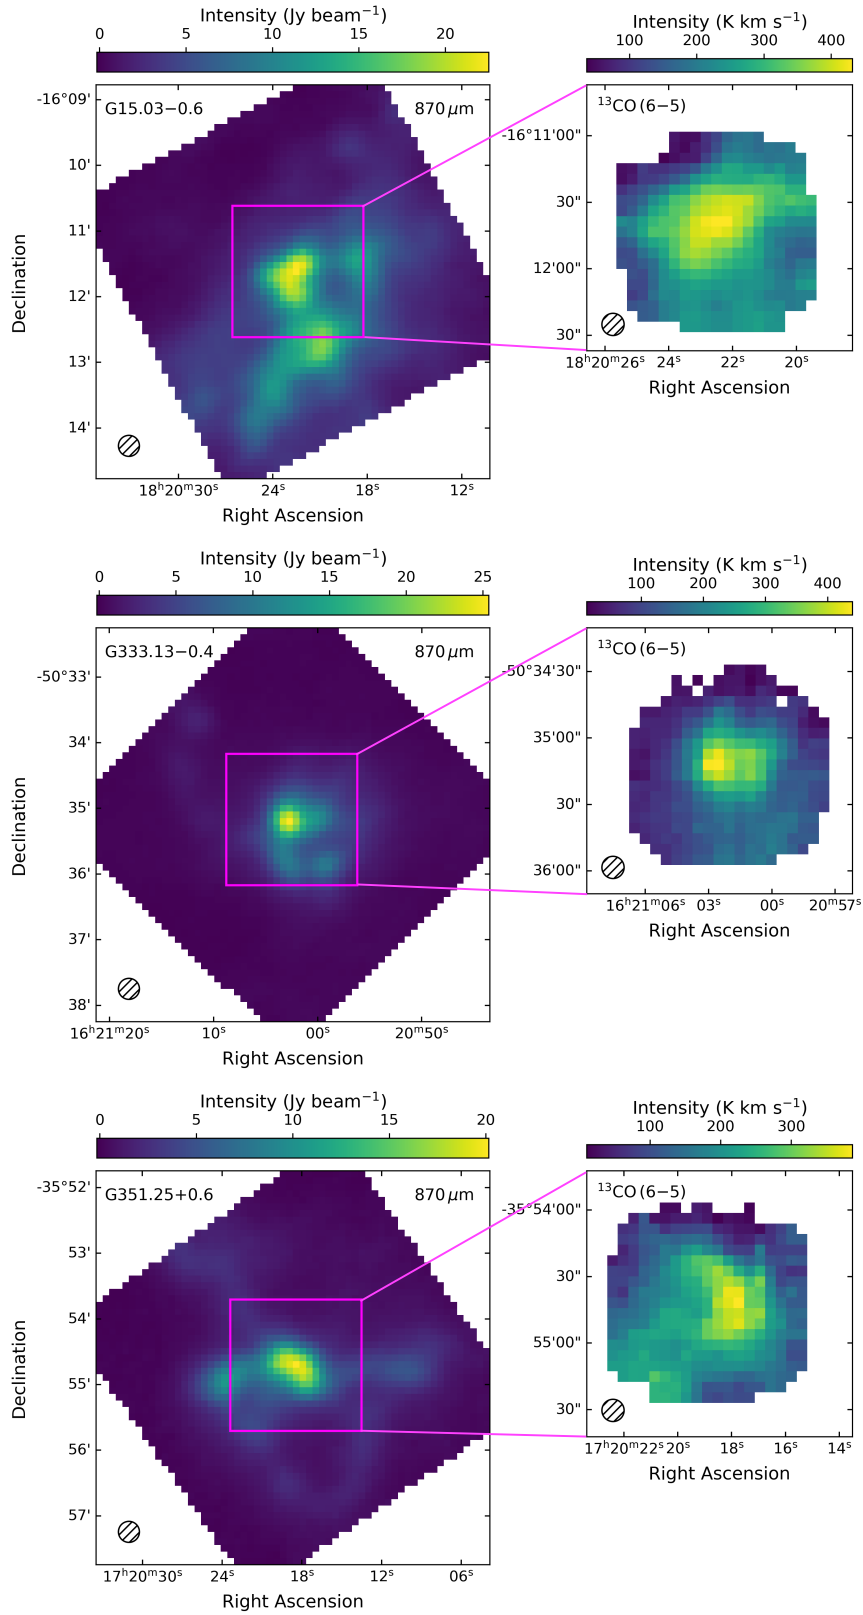 Intensity (Jy beam⁻¹)
0 5 10 15 20
G15.03−0.6 870 μm
-16°09'
10'
11'
12'
13'
14'
Declination
18ʰ20ᵐ30ˢ 24ˢ 18ˢ 12ˢ
Right Ascension
Intensity (K km s⁻¹)
100 200 300 400
¹³CO (6−5)
-16°11'00"
30"
12'00"
30"
18ʰ20ᵐ26ˢ 24ˢ 22ˢ 20ˢ
Right Ascension
Intensity (Jy beam⁻¹)
0 5 10 15 20 25
G333.13−0.4 870 μm
-50°33'
34'
35'
36'
37'
38'
Declination
16ʰ21ᵐ20ˢ 10ˢ 00ˢ 20ᵐ50ˢ
Right Ascension
Intensity (K km s⁻¹)
100 200 300 400
¹³CO (6−5)
-50°34'30"
35'00"
30"
36'00"
16ʰ21ᵐ06ˢ 03ˢ 00ˢ 20ᵐ57ˢ
Right Ascension
Intensity (Jy beam⁻¹)
0 5 10 15 20
G351.25+0.6 870 μm
-35°52'
53'
54'
55'
56'
57'
Declination
17ʰ20ᵐ30ˢ 24ˢ 18ˢ 12ˢ 06ˢ
Right Ascension
Intensity (K km s⁻¹)
100 200 300
¹³CO (6−5)
-35°54'00"
30"
55'00"
30"
17ʰ20ᵐ22ˢ 20ˢ 18ˢ 16ˢ 14ˢ
Right Ascension